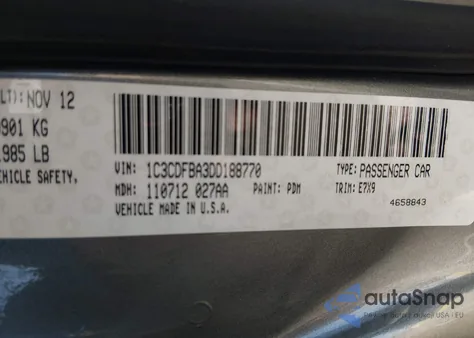 LT): NOV 12
901 KG
985 LB
EHICLE SAFETY,
VIN: 1C3CDFBA3DD188770
TYPE: PASSENGER CAR
MDH: 110712 027AA
PAINT: PDM
TRIM: E7X9
VEHICLE MADE IN U.S.A.
4658843
autoSnap